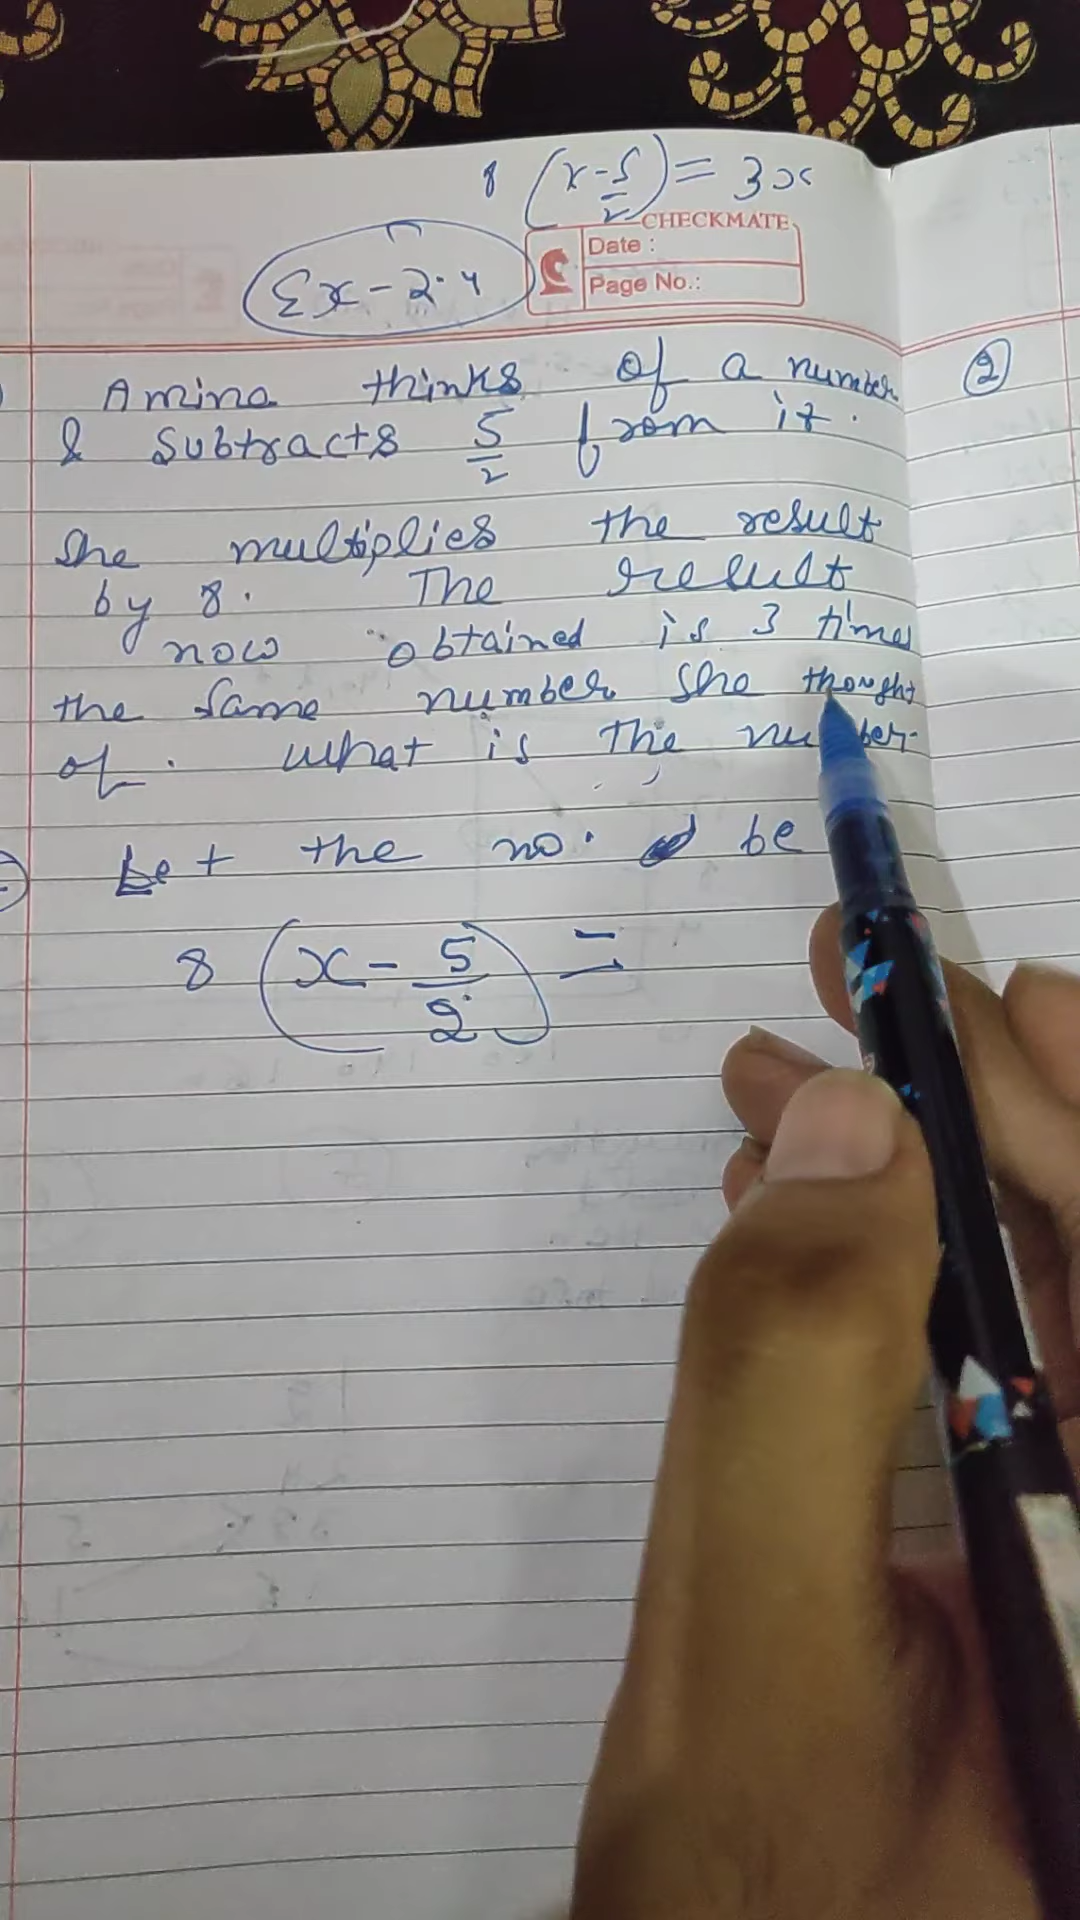 8 (x - 5/2) = 3x
CHECKMATE
Date :
Page No.:
Ex - 2.4
Amina thinks of a number
& Subtracts 5/2 from it.
She multiplies the result
by 8. The result
now obtained is 3 times
the same number she thought
of. what is the number
2
Let the no. be
8 (x - 5/2) =